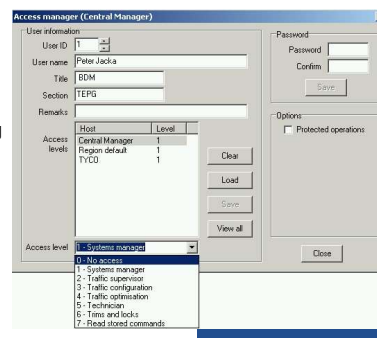 Access manager (Central Manager)
User information
User ID 1
User name Peter Jacka
Title BDM
Section TEPG
Remarks
Access levels
Host Level
Central Manager 1
Region default 1
TYCO 1
Clear
Load
Save
View all
Access level 1 - Systems manager
0 - No access
1 - Systems manager
2 - Traffic supervisor
3 - Traffic configuration
4 - Traffic optimisation
5 - Technician
6 - Trims and locks
7 - Read stored commands
Password
Password
Confirm
Save
Options
Protected operations
Close